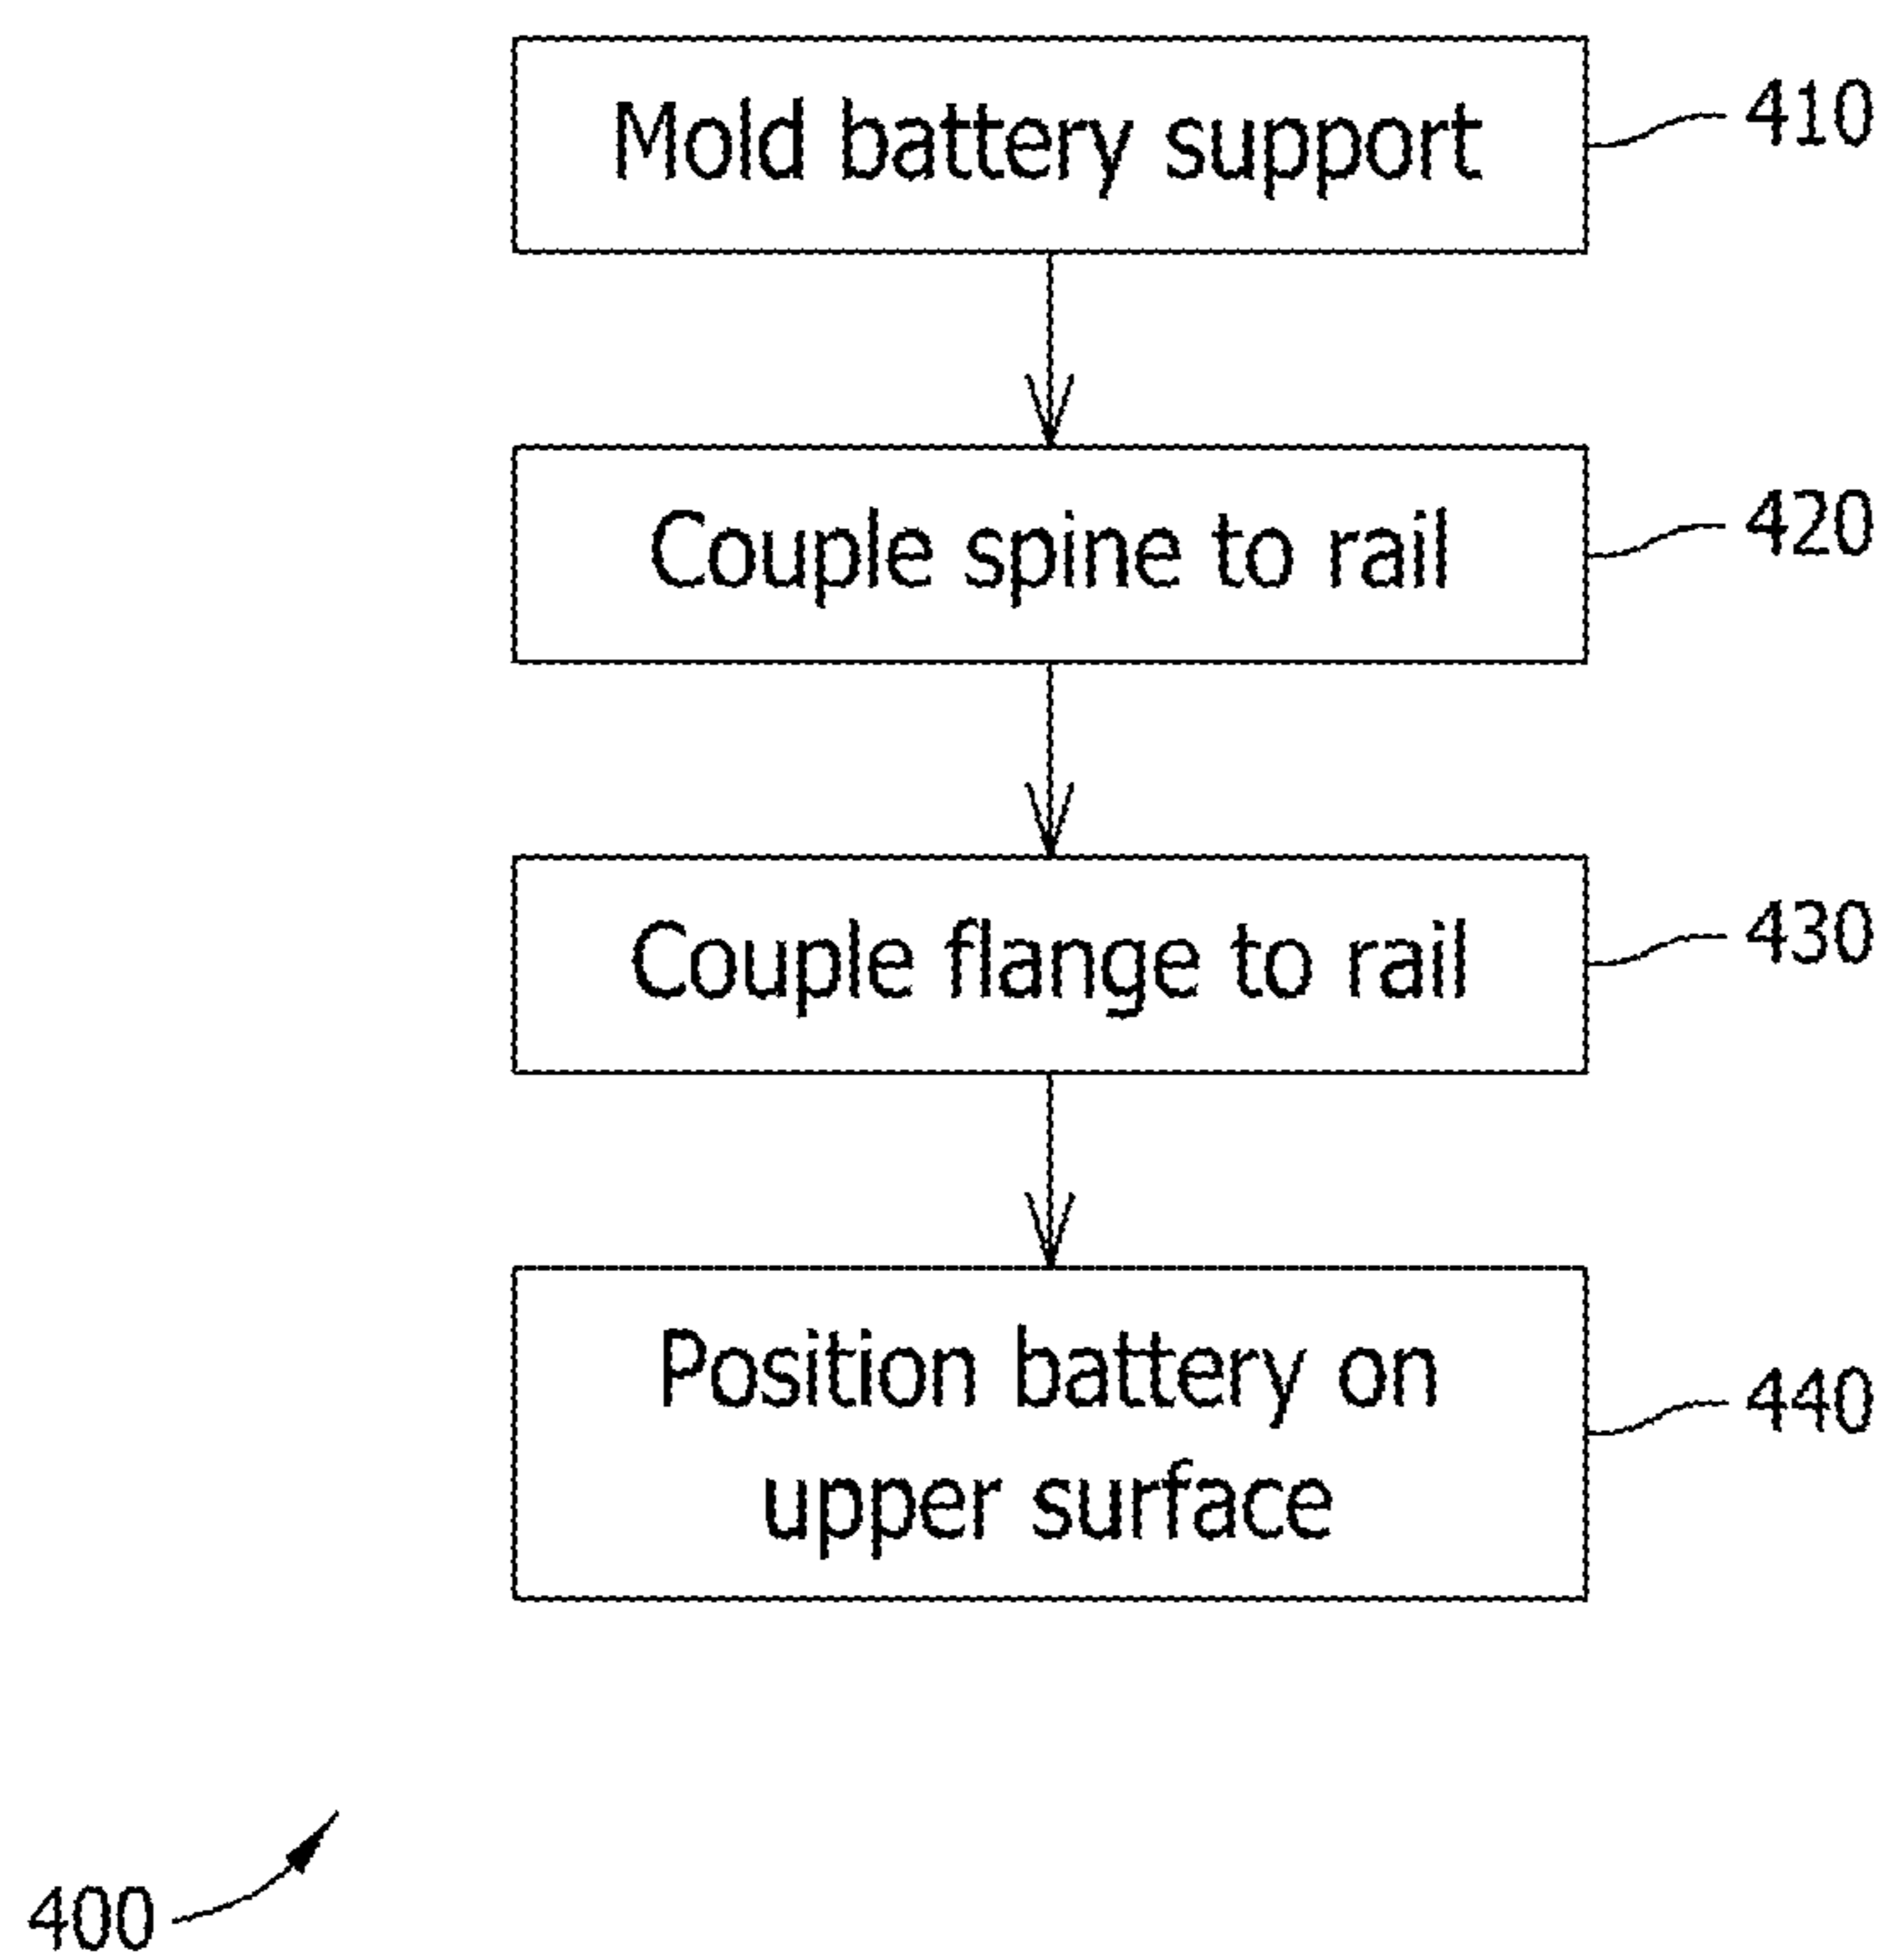 Mold battery support
410
Couple spine to rail
420
Couple flange to rail
430
Position battery on
upper surface
440
400